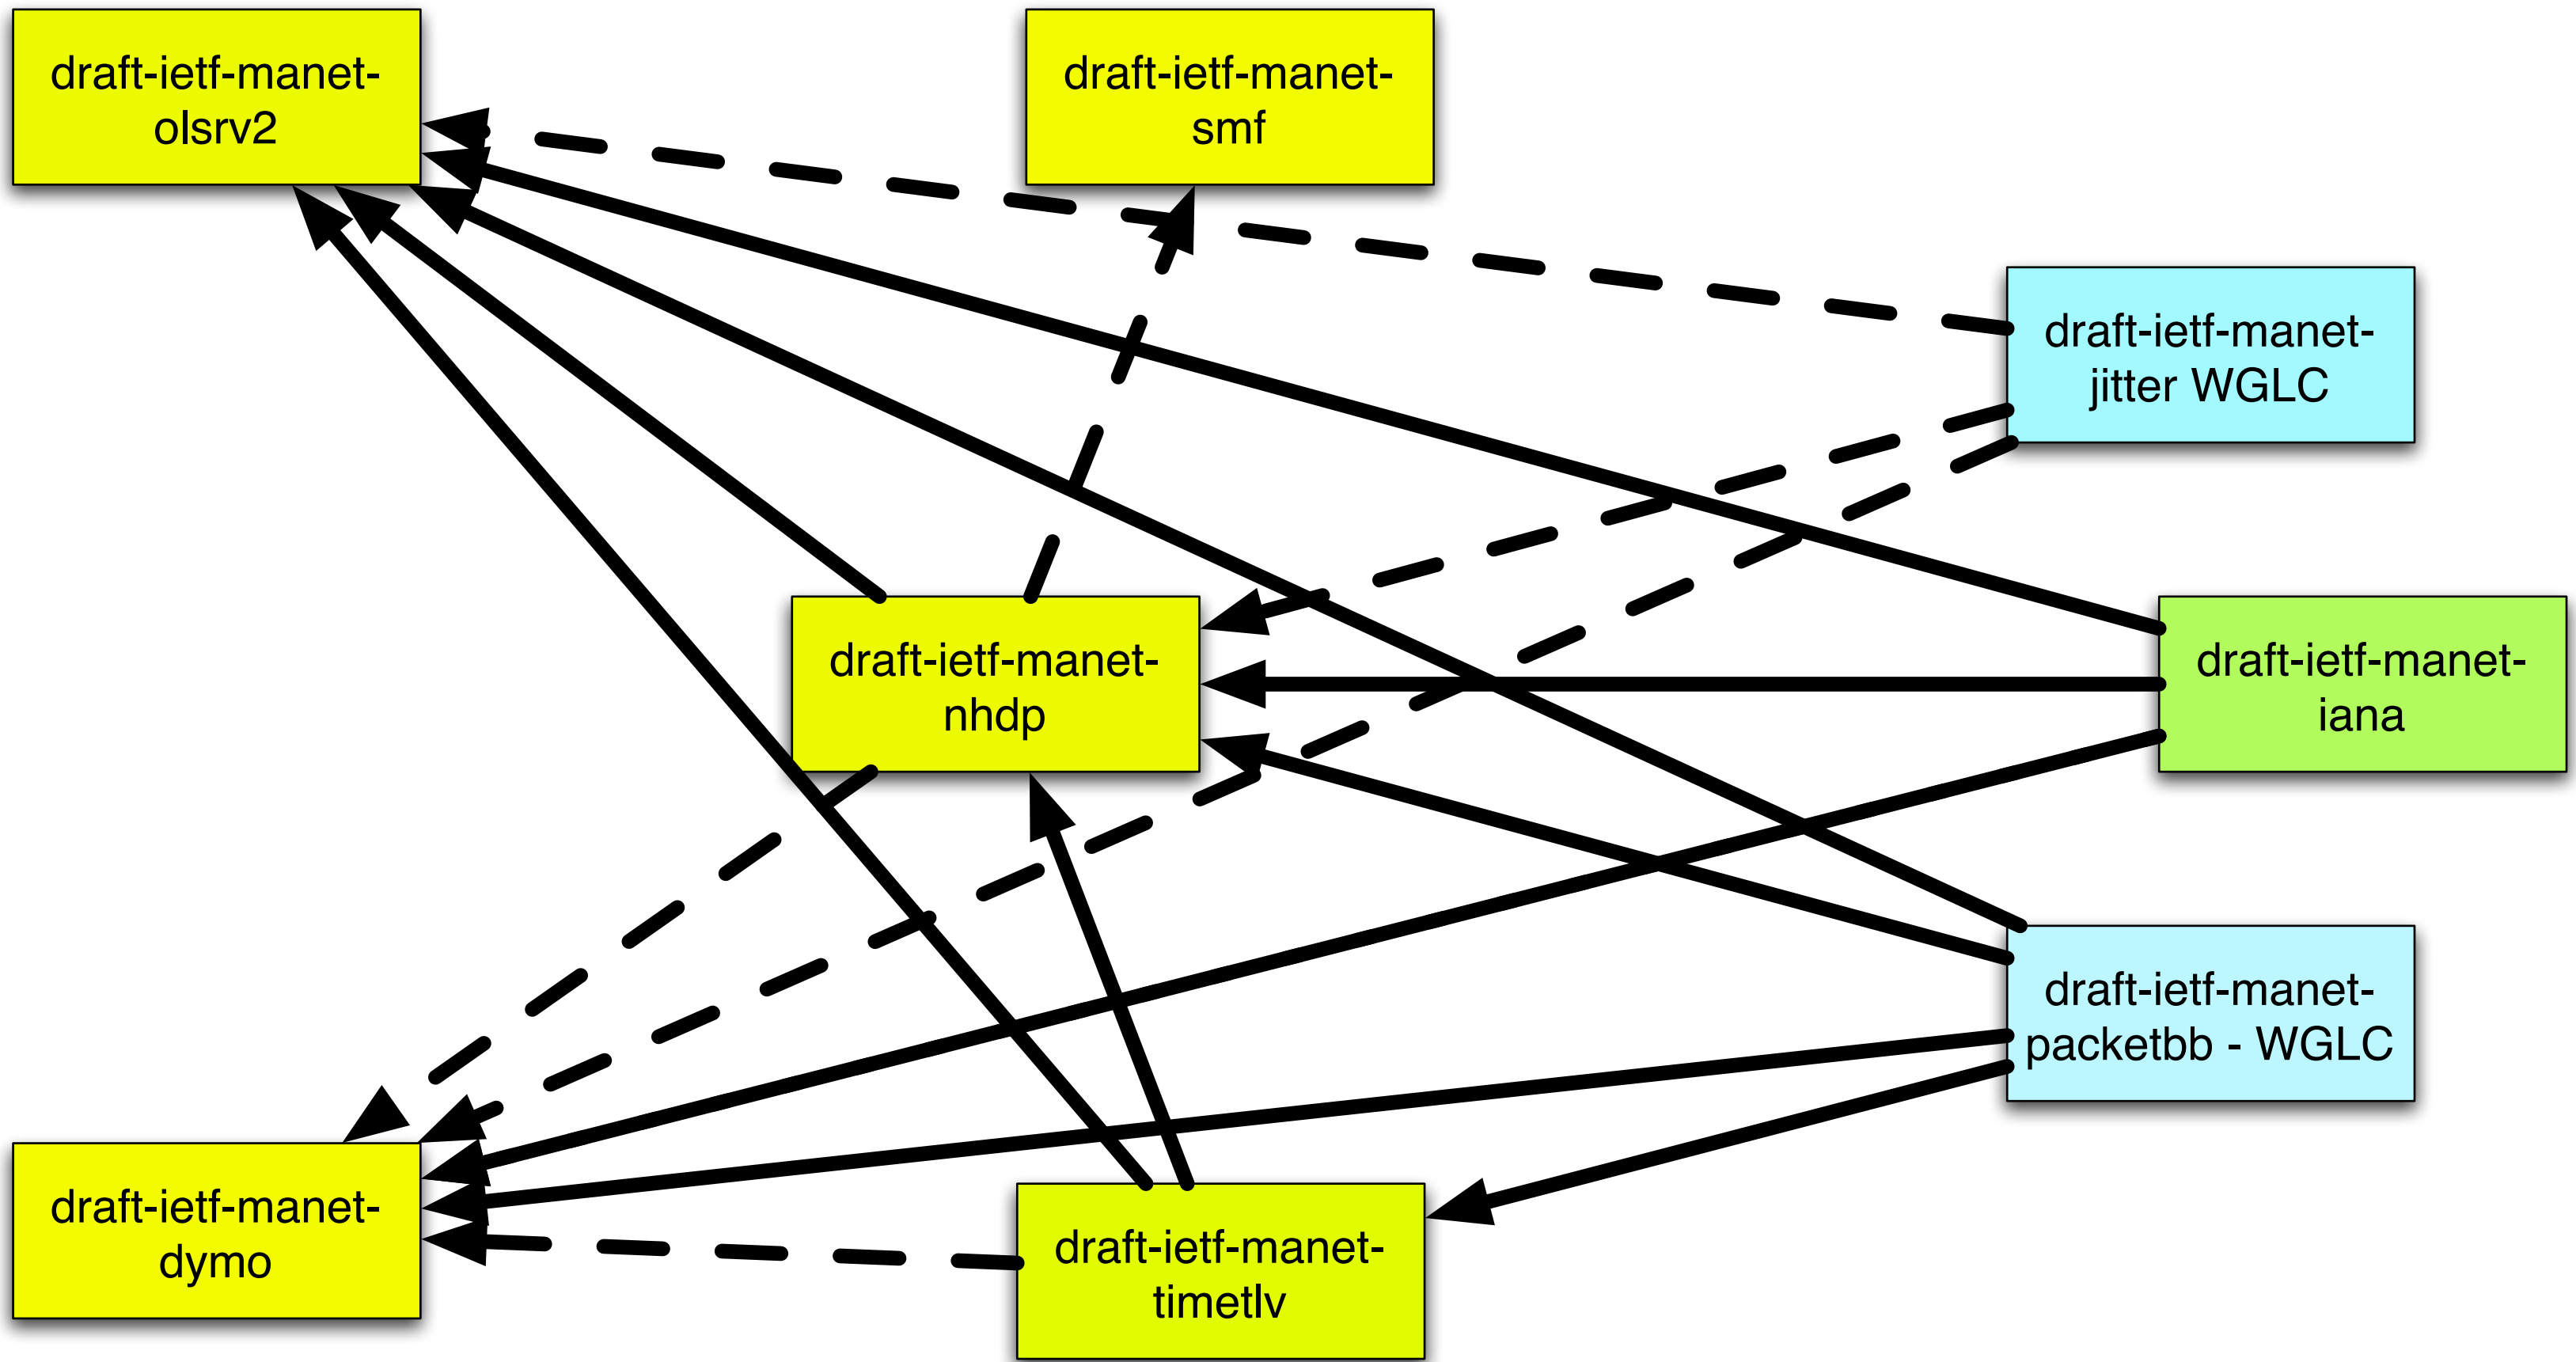 draft-ietf-manet-
olsrv2
draft-ietf-manet-
smf
draft-ietf-manet-
jitter WGLC
draft-ietf-manet-
nhdp
draft-ietf-manet-
iana
draft-ietf-manet-
packetbb - WGLC
draft-ietf-manet-
dymo
draft-ietf-manet-
timetlv